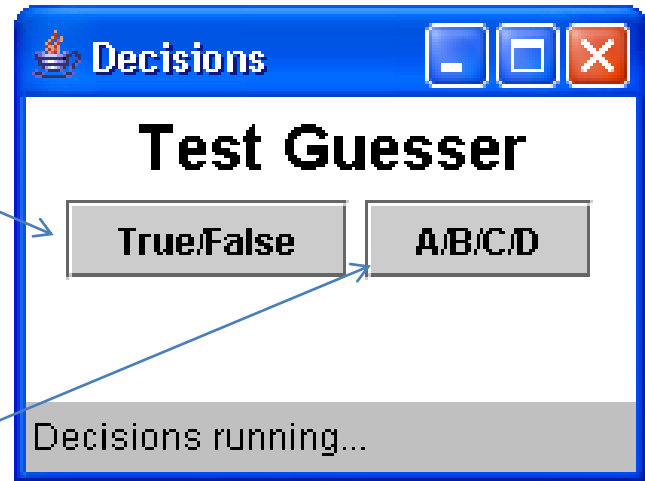 Decisions
Test Guesser
True/False A/B/C/D
Decisions running...